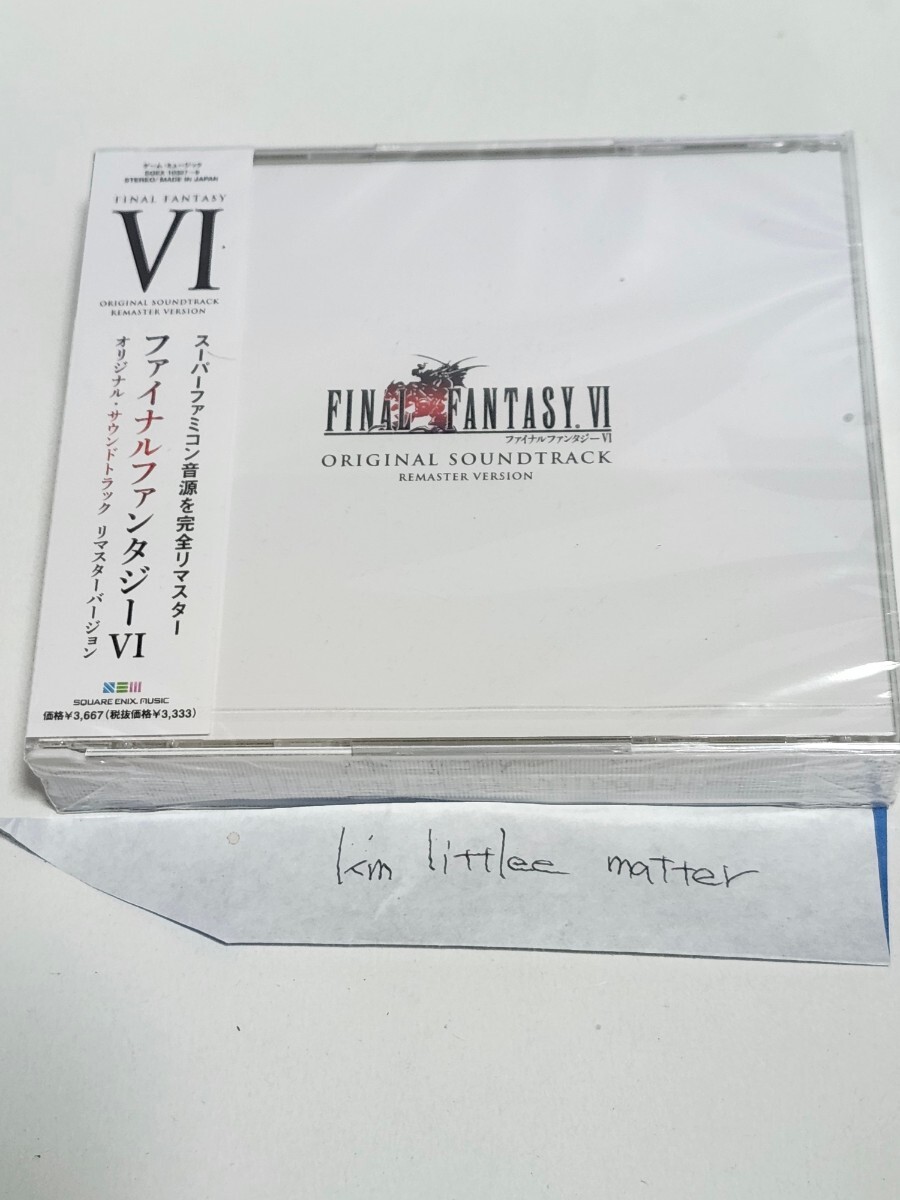 ゲーム・ミュージック
SQEX 10307〜9
STEREO/MADE IN JAPAN
FINAL FANTASY
VI
ORIGINAL SOUNDTRACK
REMASTER VERSION
スーパーファミコン音源を完全リマスター
ファイナルファンタジーVI
オリジナル・サウンドトラック リマスターバージョン
SQUARE ENIX. MUSIC
価格¥3,667(税抜価格¥3,333)
FINAL FANTASY. VI
ファイナルファンタジーVI
ORIGINAL SOUNDTRACK
REMASTER VERSION
km littlee matter